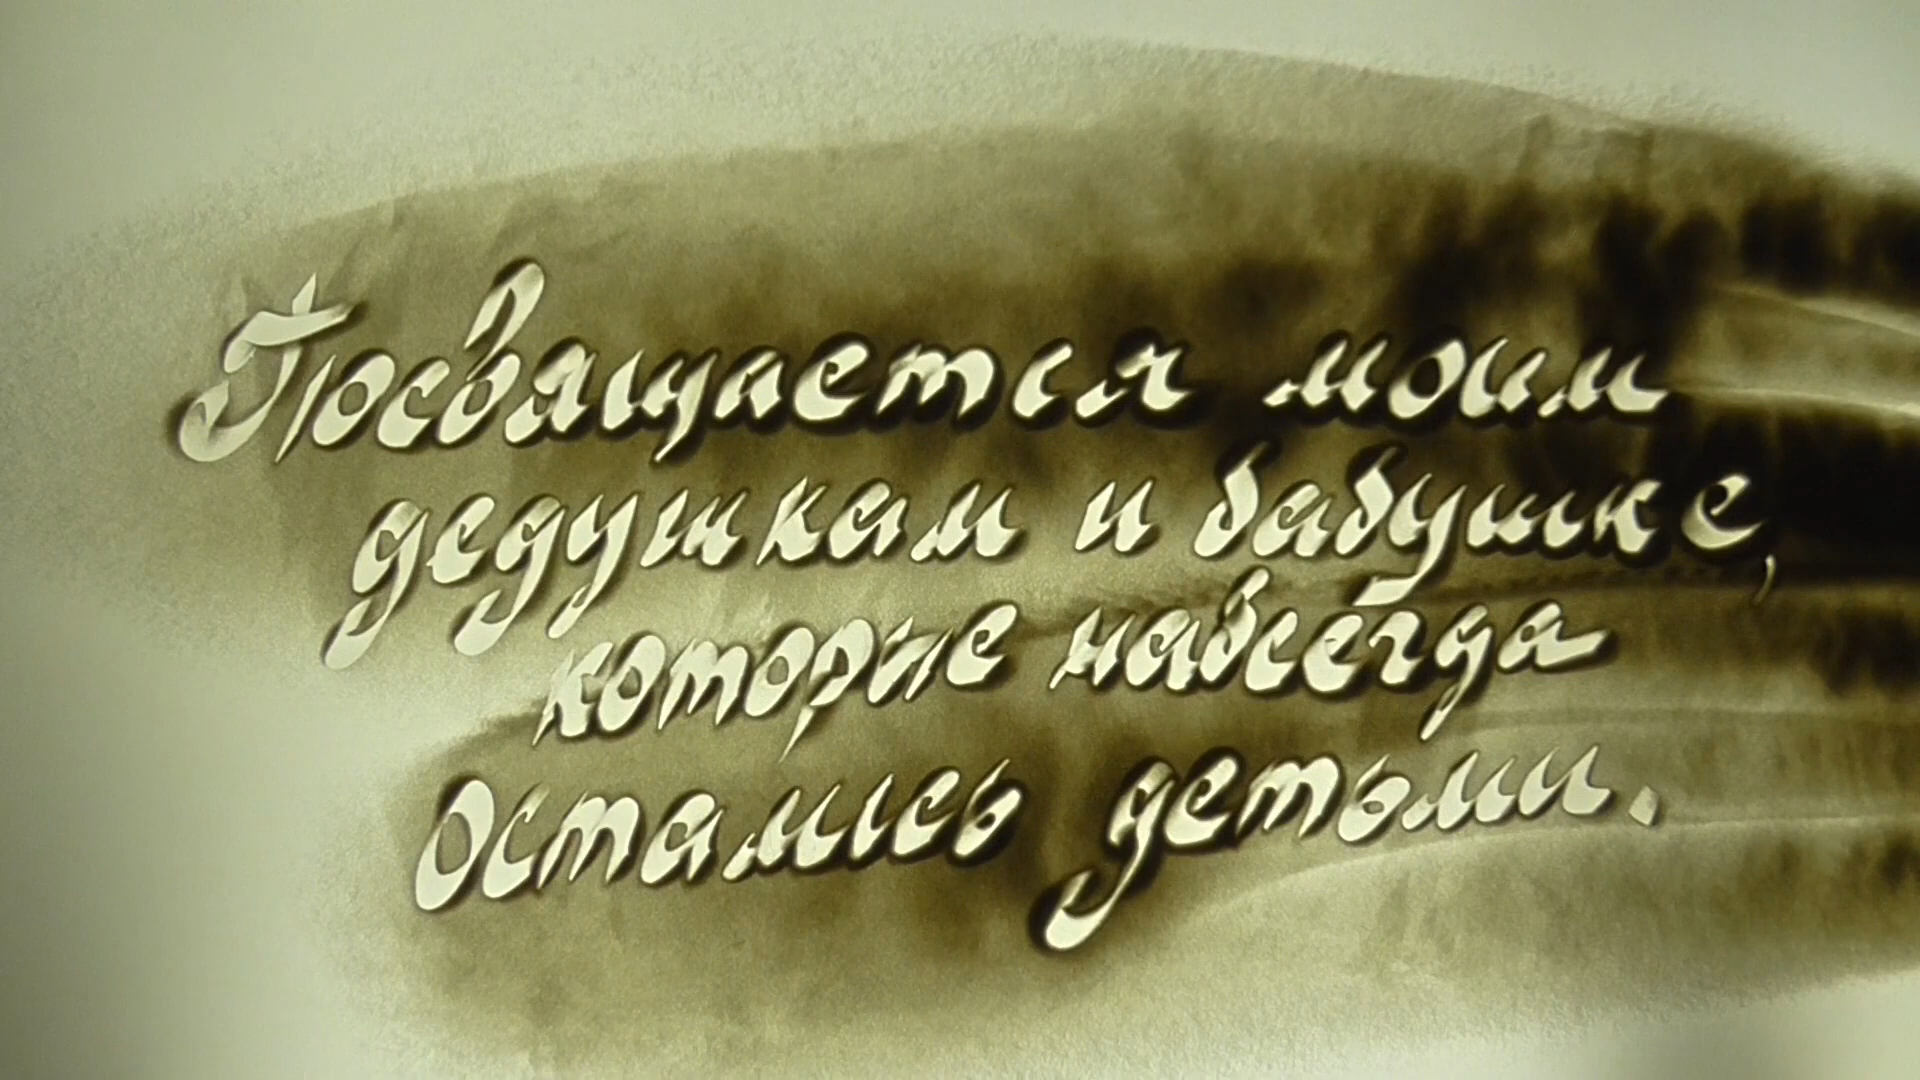 Посвящается моим
дедушкам и бабушке,
которые навсегда
остались детьми.